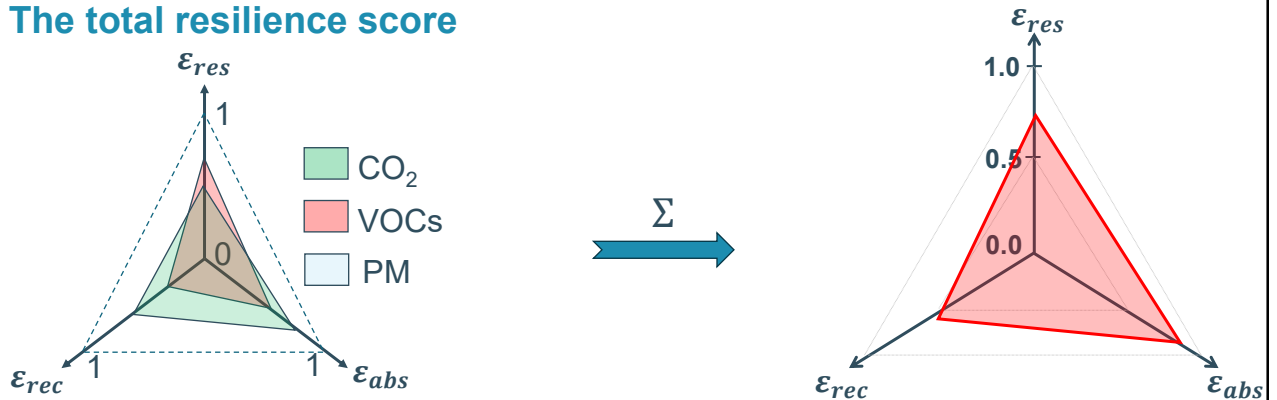 The total resilience score
ε_res
1
0
1
1
ε_rec
ε_abs
CO₂
VOCs
PM
Σ
ε_res
1.0
0.5
0.0
ε_rec
ε_abs